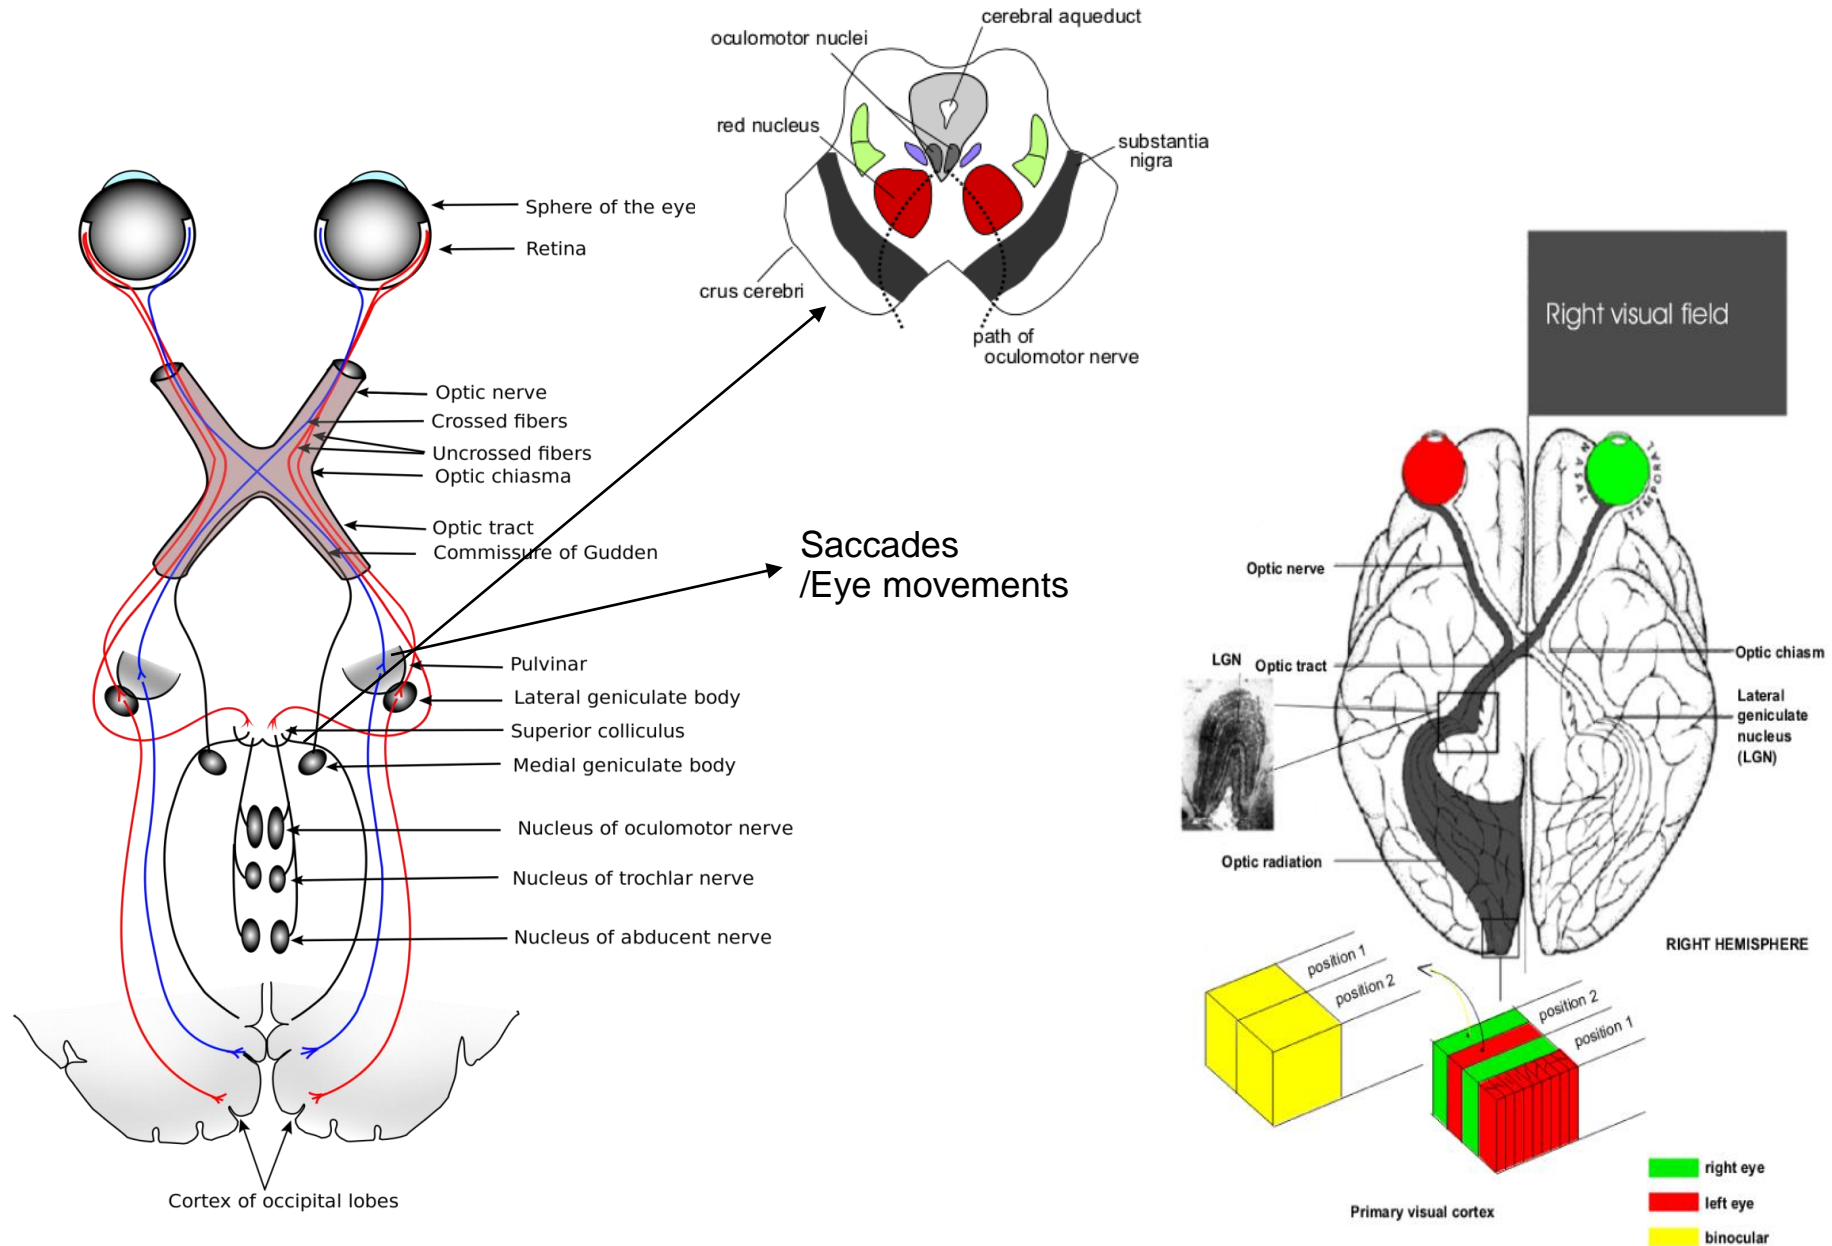 cerebral aqueduct
oculomotor nuclei
red nucleus
substantia
nigra
crus cerebri
path of
oculomotor nerve
Sphere of the eye
Retina
Optic nerve
Crossed fibers
Uncrossed fibers
Optic chiasma
Optic tract
Commissure of Gudden
Pulvinar
Lateral geniculate body
Superior colliculus
Medial geniculate body
Nucleus of oculomotor nerve
Nucleus of trochlar nerve
Nucleus of abducent nerve
Cortex of occipital lobes
Saccades
/Eye movements
Right visual field
NASAL
TEMPORAL
Optic nerve
LGN
Optic tract
Optic chiasm
Lateral
geniculate
nucleus
(LGN)
Optic radiation
RIGHT HEMISPHERE
position 1
position 2
position 2
position 1
Primary visual cortex
right eye
left eye
binocular